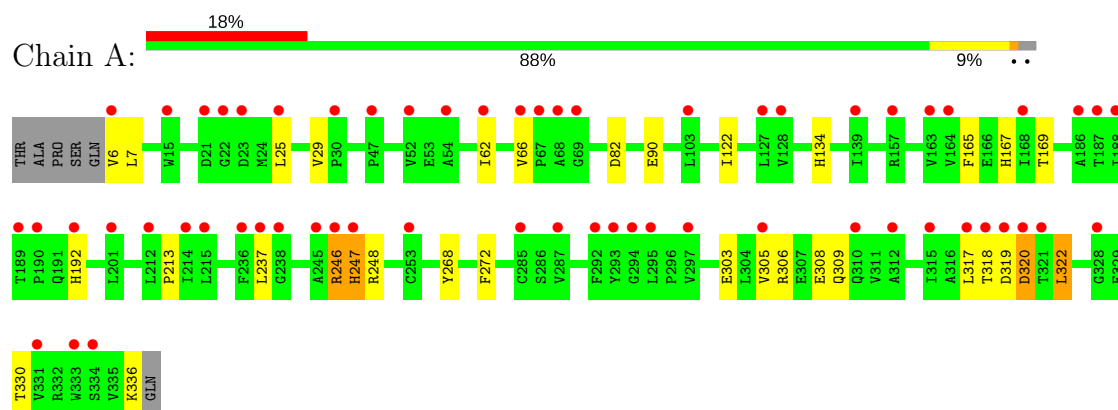 18%
Chain A:
88% 9% • •
THR ALA PRO SER GLN V6 L7 W15 D21 G22 D23 M24 L25 V29 P30 P47 V52 E53 A54 I62 V66 P67 A68 G69 D82 E90 L103 I122 L127 V128 H134 I139 R157 V163 V164 F165 E166 H167 I168 T169 A186 T187
T189 P190 Q191 H192 L201 L212 P213 I214 L215 F236 L237 G238 A245 R246 H247 R248 C253 Y268 F272 C285 S286 V287 F292 Y293 G294 L295 P296 V297 E303 L304 V305 R306 E307 E308 Q309 Q310 V311 A312 I315 A316 L317 T318 D319 D320 T321 L322 G328
T330 V331 R332 W333 S334 V335 K336 GLN